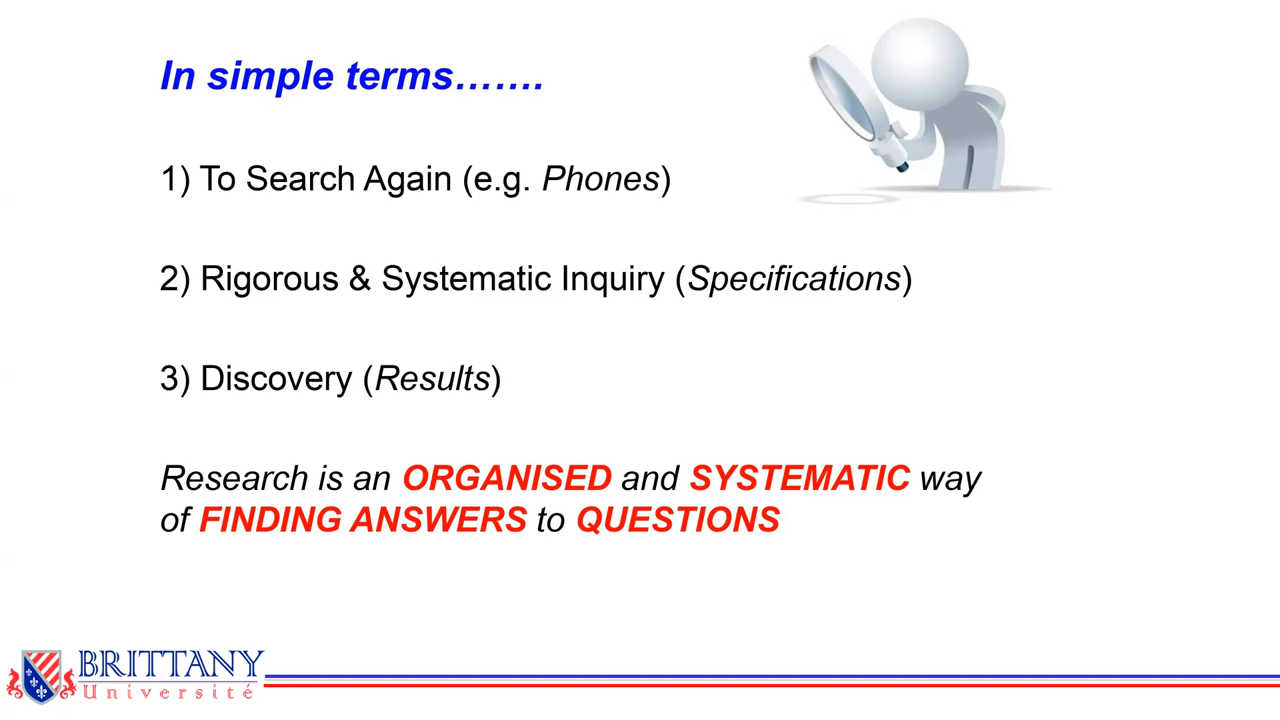 In simple terms…….
1) To Search Again (e.g. Phones)
2) Rigorous & Systematic Inquiry (Specifications)
3) Discovery (Results)
Research is an ORGANISED and SYSTEMATIC way
of FINDING ANSWERS to QUESTIONS
BRITTANY
Université